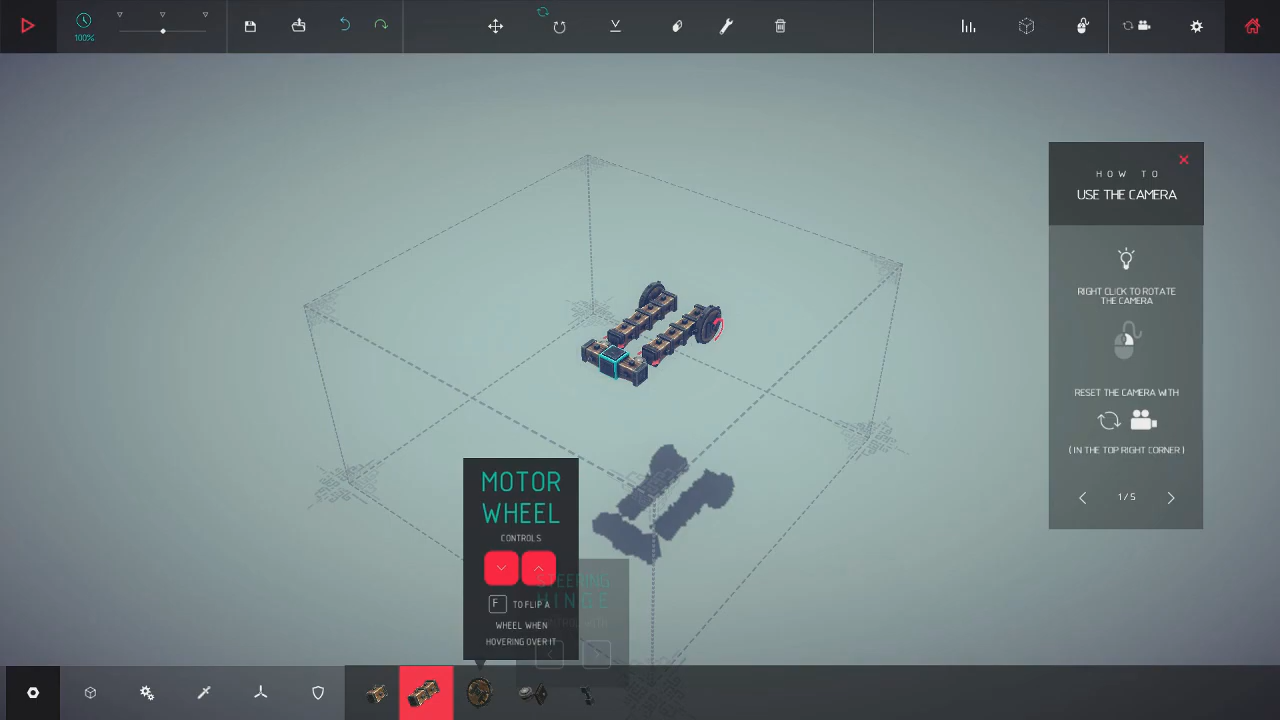 100%
HOW TO
USE THE CAMERA
RIGHT CLICK TO ROTATE
THE CAMERA
RESET THE CAMERA WITH
( IN THE TOP RIGHT CORNER )
1/5
MOTOR
WHEEL
CONTROLS
F TO FLIP A
WHEEL WHEN
HOVERING OVER IT
STEERING
HINGE